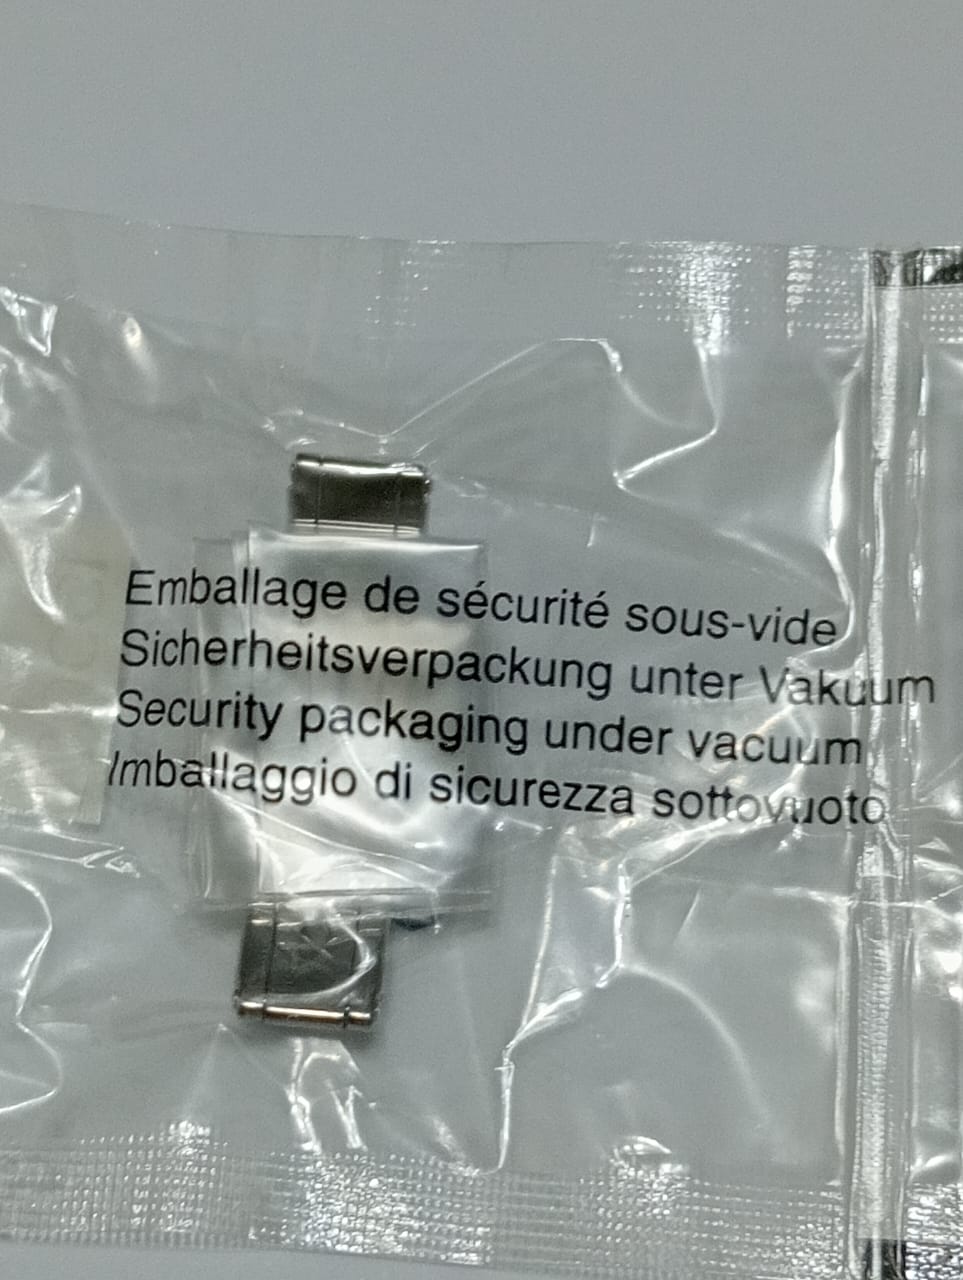 Emballage de sécurité sous-vide
Sicherheitsverpackung unter Vakuum
Security packaging under vacuum
Imballaggio di sicurezza sottovuoto